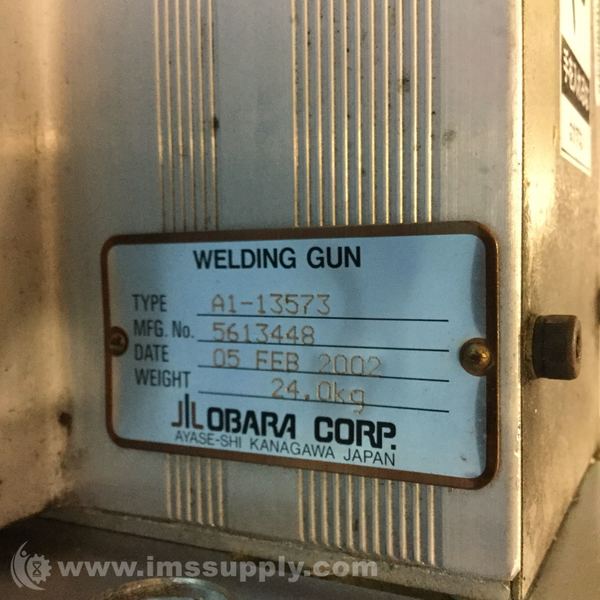 WELDING GUN
TYPE A1-13573
MFG. No. 5613448
DATE 05 FEB 2002
WEIGHT 24.0kg
OBARA CORP.
AYASE-SHI KANAGAWA JAPAN
www.imssupply.com